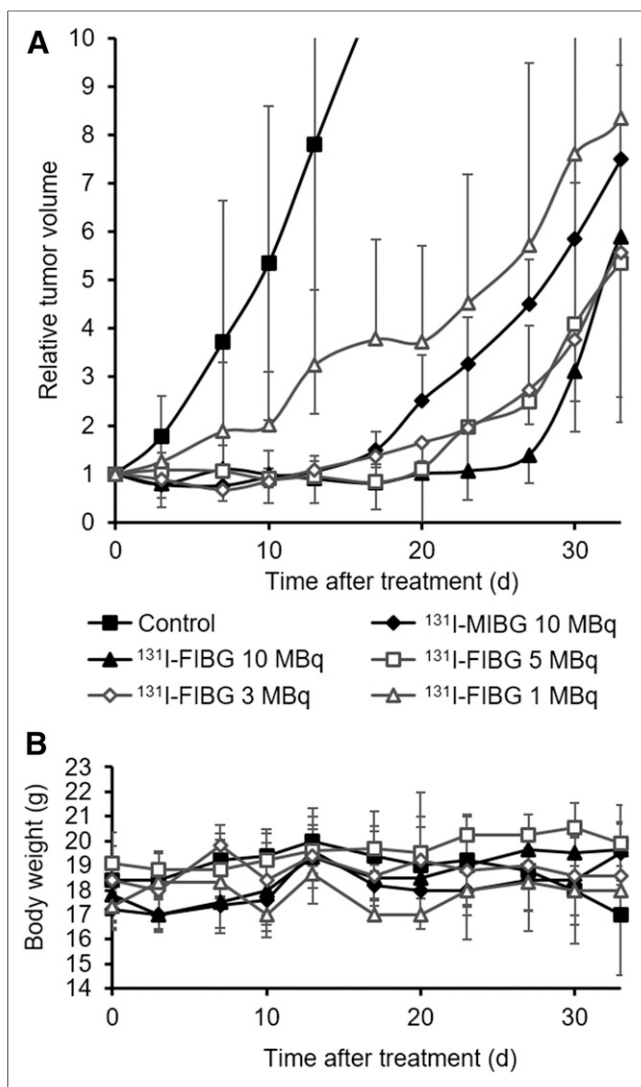 A
10
9
8
7
6
5
4
3
2
1
0
Relative tumor volume
0 10 20 30
Time after treatment (d)
Control ¹³¹I-MIBG 10 MBq
¹³¹I-FIBG 10 MBq ¹³¹I-FIBG 5 MBq
¹³¹I-FIBG 3 MBq ¹³¹I-FIBG 1 MBq
B
23
22
21
20
19
18
17
16
15
14
Body weight (g)
0 10 20 30
Time after treatment (d)